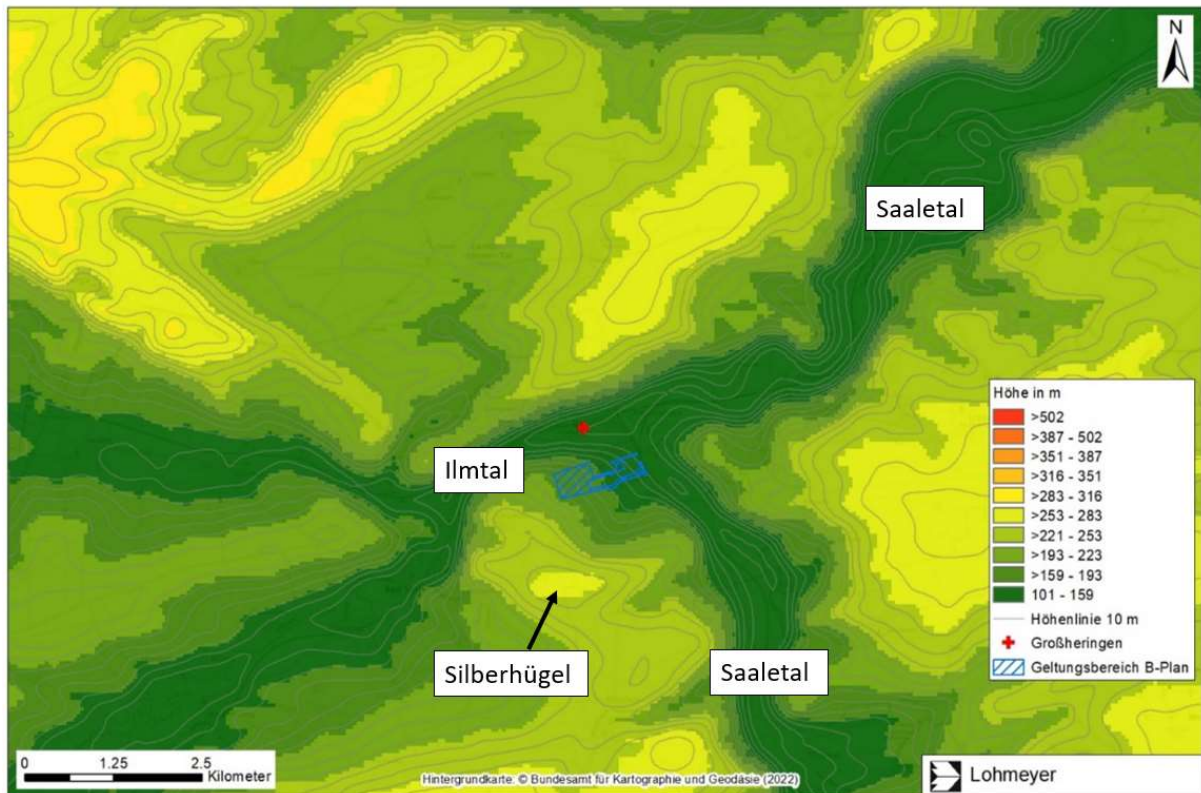 N
Saaletal
Höhe in m
>502
>387 - 502
>351 - 387
>316 - 351
>283 - 316
>253 - 283
>221 - 253
>193 - 223
>159 - 193
101 - 159
Höhenlinie 10 m
Großheringen
Geltungsbereich B-Plan
Ilmtal
Silberhügel
Saaletal
0 1.25 2.5
Kilometer
Hintergrundkarte: © Bundesamt für Kartographie und Geodäsie (2022)
Lohmeyer